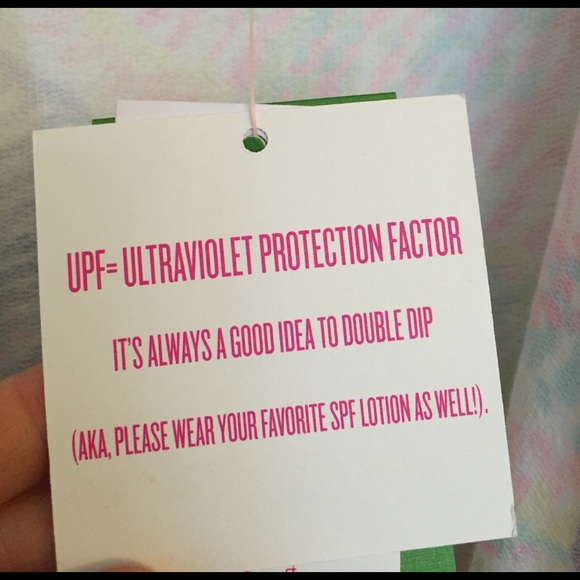 UPF= ULTRAVIOLET PROTECTION FACTOR
IT'S ALWAYS A GOOD IDEA TO DOUBLE DIP
(AKA, PLEASE WEAR YOUR FAVORITE SPF LOTION AS WELL!).